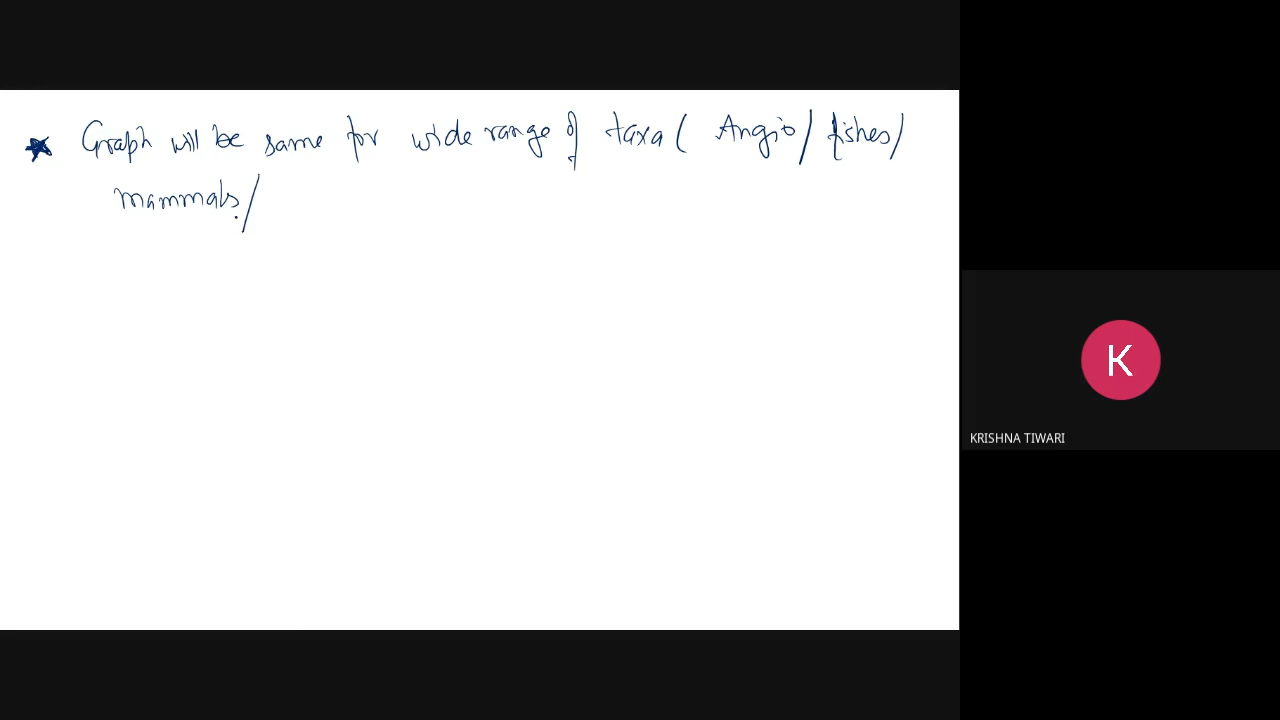 ★ Graph will be same for wide range of taxa ( Angio / fishes /
mammals /
K
KRISHNA TIWARI